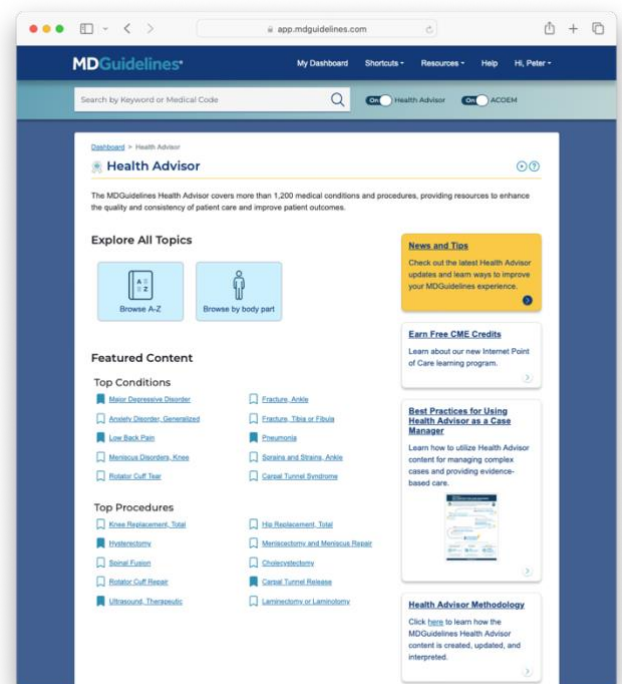 app.mdguidelines.com
MDGuidelines
My Dashboard Shortcuts Resources Help Hi, Peter
Search by Keyword or Medical Code
On Health Advisor
On ACOEM
Dashboard > Health Advisor
Health Advisor
The MDGuidelines Health Advisor covers more than 1,200 medical conditions and procedures, providing resources to enhance
the quality and consistency of patient care and improve patient outcomes.
Explore All Topics
Browse A-Z
Browse by body part
Featured Content
Top Conditions
Major Depressive Disorder
Anxiety Disorder, Generalized
Low Back Pain
Meniscus Disorders, Knee
Rotator Cuff Tear
Fracture, Ankle
Fracture, Tibia or Fibula
Pneumonia
Sprains and Strains, Ankle
Carpal Tunnel Syndrome
Top Procedures
Knee Replacement, Total
Hysterectomy
Spinal Fusion
Rotator Cuff Repair
Ultrasound, Therapeutic
Hip Replacement, Total
Meniscectomy and Meniscus Repair
Cholecystectomy
Carpal Tunnel Release
Laminectomy or Laminotomy
News and Tips
Check out the latest Health Advisor
updates and learn ways to improve
your MDGuidelines experience.
Earn Free CME Credits
Learn about our new Internet Point
of Care learning program.
Best Practices for Using
Health Advisor as a Case
Manager
Learn how to utilize Health Advisor
content for managing complex
cases and providing evidence-
based care.
Health Advisor Methodology
Click here to learn how the
MDGuidelines Health Advisor
content is created, updated, and
interpreted.